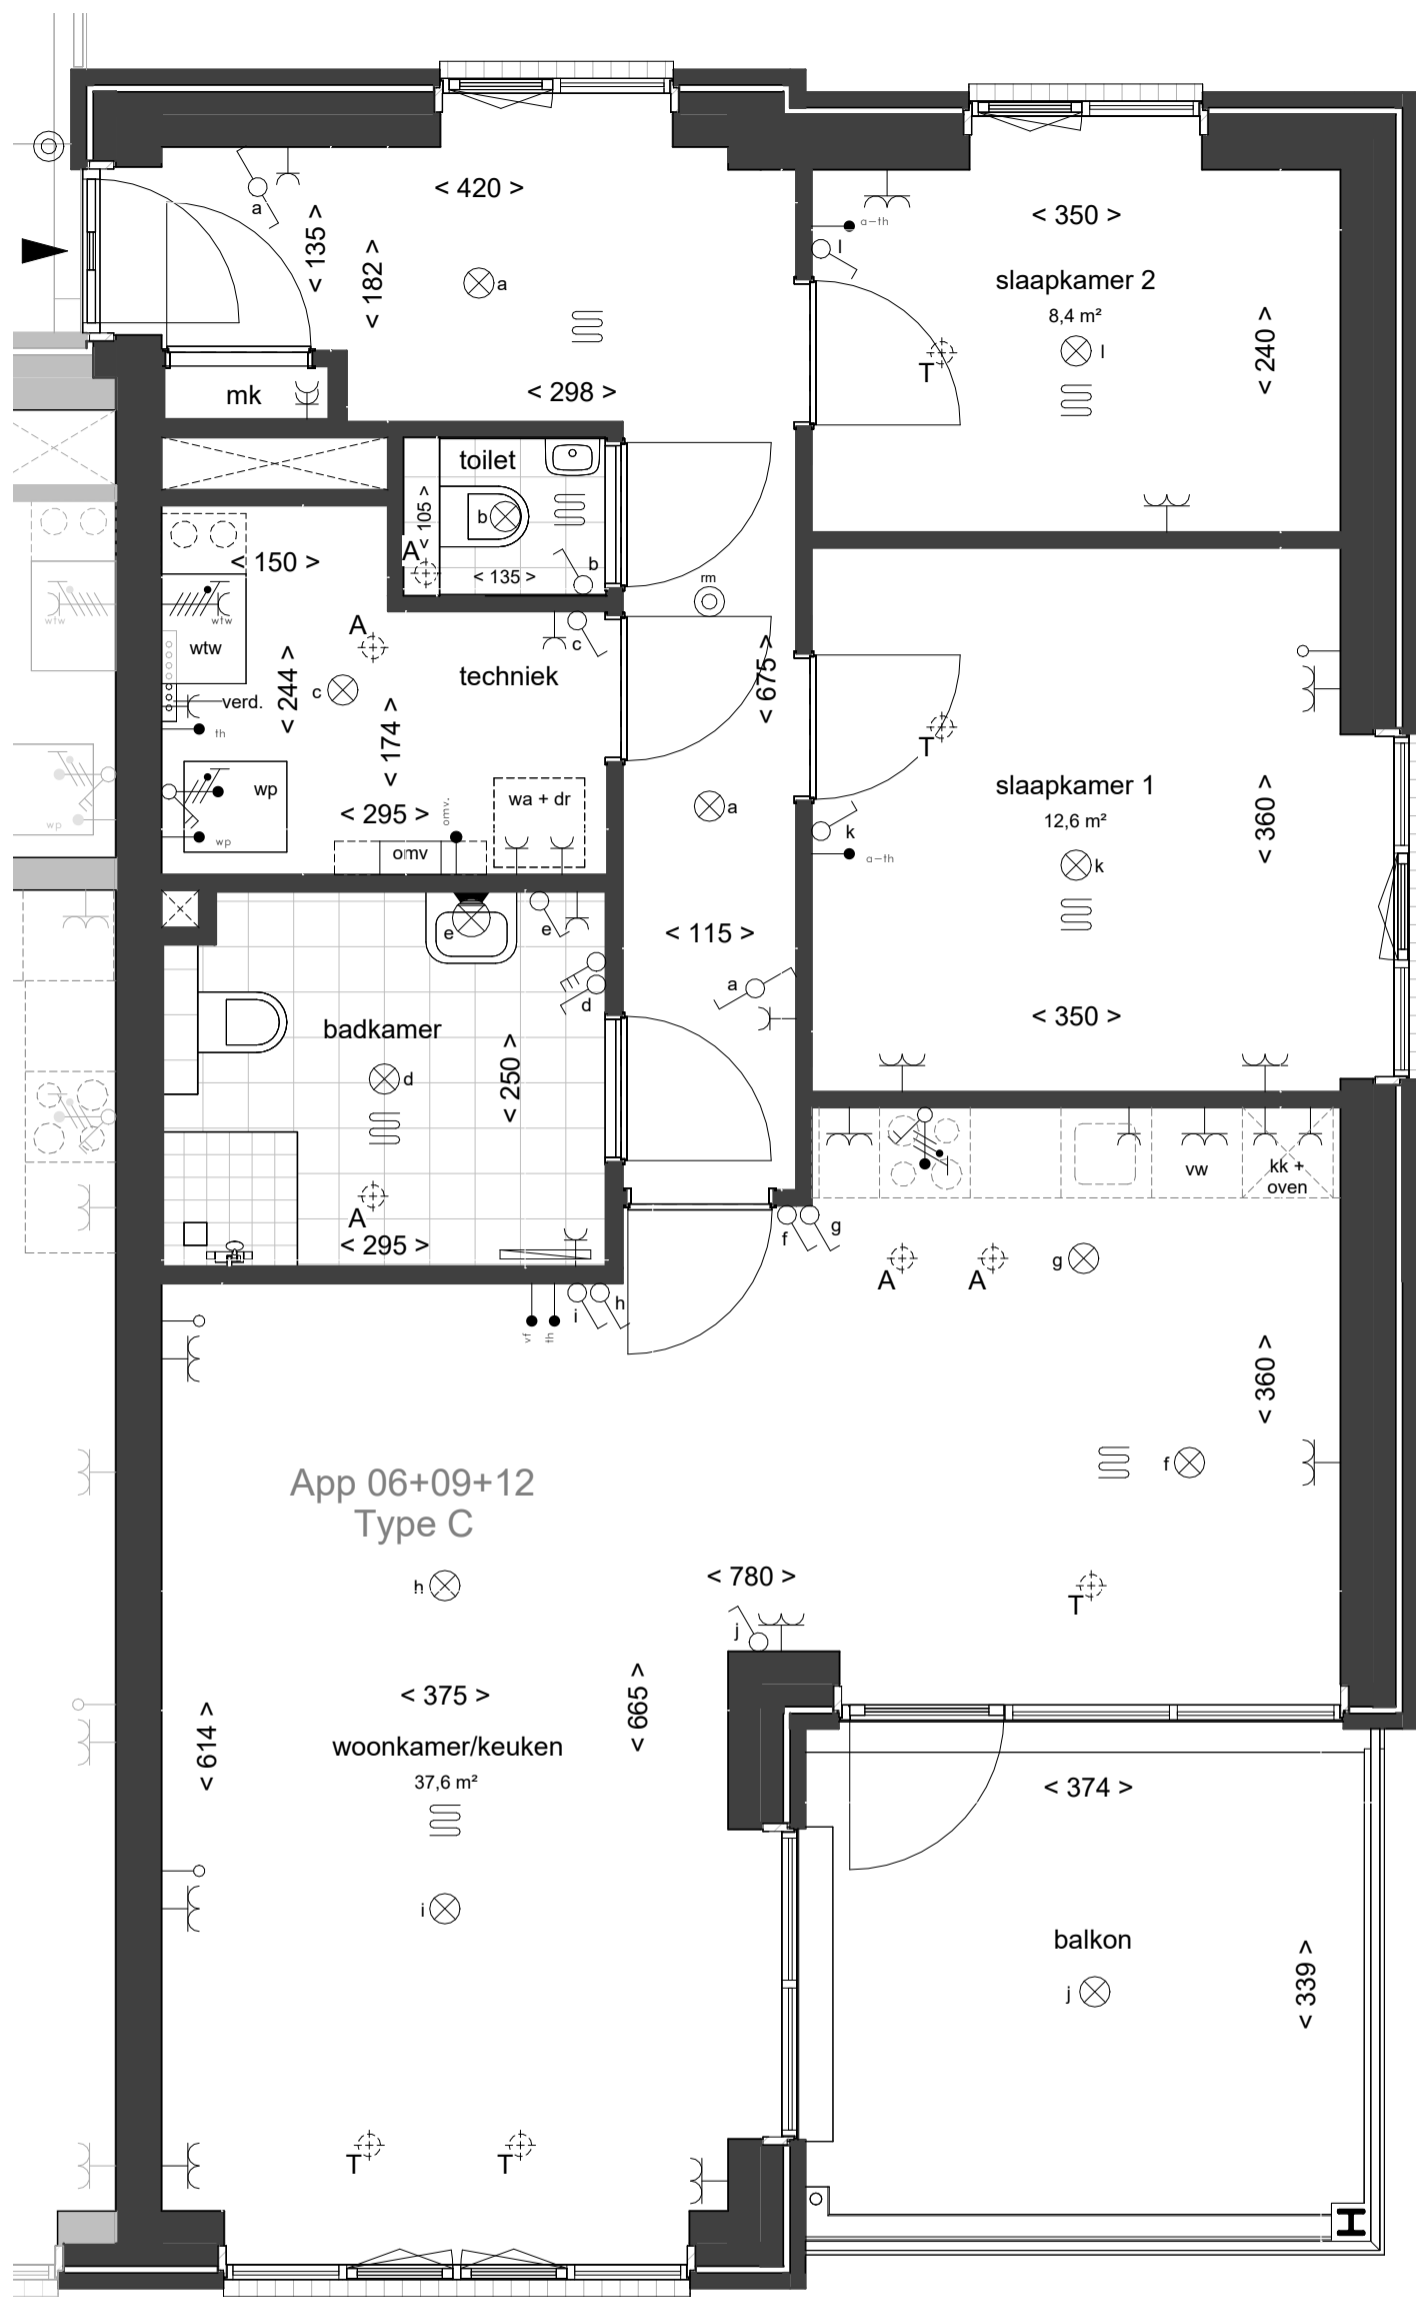 < 420 >
a
< 135 >
< 182 >
a
< 350 >
a-th
l
slaapkamer 2
8,4 m²
l
T
< 240 >
mk
< 298 >
toilet
< 105 >
b
A
< 135 >
b
rm
< 150 >
wtw
wtw
wtw
A
c
techniek
< 675 >
< 244 >
c
verd.
th
< 174 >
T
slaapkamer 1
12,6 m²
< 360 >
wp
wp
wp
< 295 >
omv.
wa + dr
a
k
a-th
k
omv
e
e
< 115 >
d
a
< 350 >
badkamer
< 250 >
d
A
< 295 >
vw
kk +
oven
f
g
A
A
g
i
h
vf
th
< 360 >
App 06+09+12
Type C
f
h
< 780 >
T
j
< 375 >
< 665 >
< 614 >
woonkamer/keuken
37,6 m²
< 374 >
i
balkon
j
< 339 >
T
T